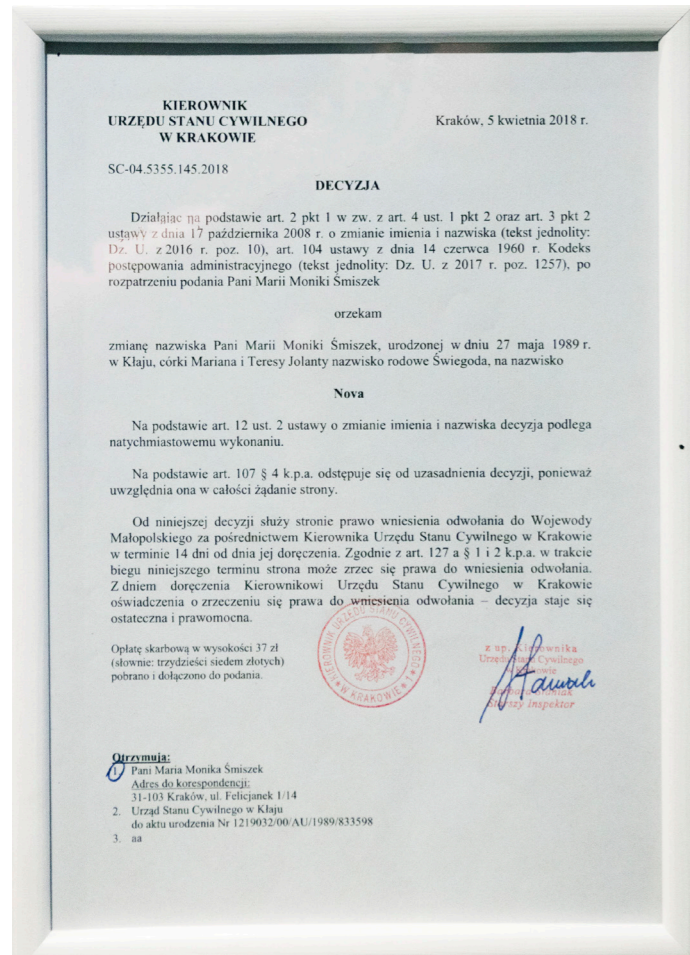 KIEROWNIK
URZĘDU STANU CYWILNEGO
W KRAKOWIE
Kraków, 5 kwietnia 2018 r.
SC-04.5355.145.2018
DECYZJA
Działając na podstawie art. 2 pkt 1 w zw. z art. 4 ust. 1 pkt 2 oraz art. 3 pkt 2
ustawy z dnia 17 października 2008 r. o zmianie imienia i nazwiska (tekst jednolity:
Dz. U. z 2016 r. poz. 10), art. 104 ustawy z dnia 14 czerwca 1960 r. Kodeks
postępowania administracyjnego (tekst jednolity: Dz. U. z 2017 r. poz. 1257), po
rozpatrzeniu podania Pani Marii Moniki Śmiszek
orzekam
zmianę nazwiska Pani Marii Moniki Śmiszek, urodzonej w dniu 27 maja 1989 r.
w Kłaju, córki Mariana i Teresy Jolanty nazwisko rodowe Świegoda, na nazwisko
Nova
Na podstawie art. 12 ust. 2 ustawy o zmianie imienia i nazwiska decyzja podlega
natychmiastowemu wykonaniu.
Na podstawie art. 107 § 4 k.p.a. odstępuje się od uzasadnienia decyzji, ponieważ
uwzględnia ona w całości żądanie strony.
Od niniejszej decyzji służy stronie prawo wniesienia odwołania do Wojewody
Małopolskiego za pośrednictwem Kierownika Urzędu Stanu Cywilnego w Krakowie
w terminie 14 dni od dnia jej doręczenia. Zgodnie z art. 127 a § 1 i 2 k.p.a. w trakcie
biegu niniejszego terminu strona może zrzec się prawa do wniesienia odwołania.
Z dniem doręczenia Kierownikowi Urzędu Stanu Cywilnego w Krakowie
oświadczenia o zrzeczeniu się prawa do wniesienia odwołania – decyzja staje się
ostateczna i prawomocna.
Opłatę skarbową w wysokości 37 zł
(słownie: trzydzieści siedem złotych)
pobrano i dołączono do podania.
KIEROWNIK URZĘDU STANU CYWILNEGO
W KRAKOWIE 1
z up. Kierownika
Urzędu Stanu Cywilnego
w Krakowie
Barbara
Starszy Inspektor
Otrzymują:
1. Pani Maria Monika Śmiszek
Adres do korespondencji:
31-103 Kraków, ul. Felicjanek 1/14
2. Urząd Stanu Cywilnego w Kłaju
do aktu urodzenia Nr 1219032/00/AU/1989/833598
3. aa